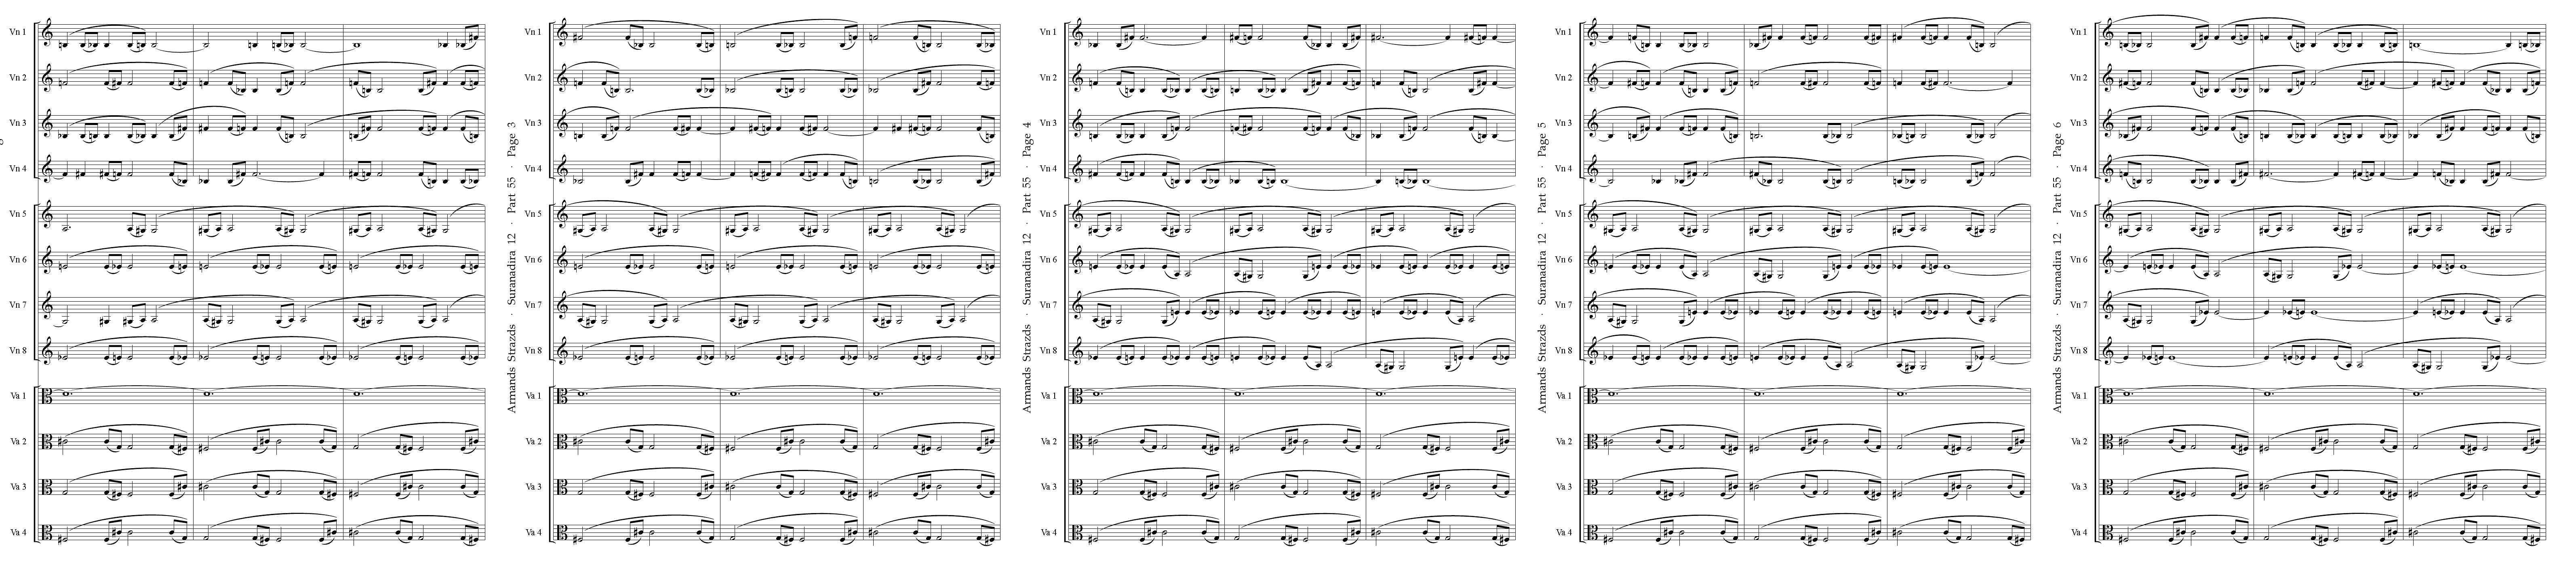 Vn 1
Vn 2
Vn 3
Vn 4
Vn 5
Vn 6
Vn 7
Vn 8
Va 1
Va 2
Va 3
Va 4
Armands Strazds · Suranadira 12 · Part 55 · Page 3
Vn 1
Vn 2
Vn 3
Vn 4
Vn 5
Vn 6
Vn 7
Vn 8
Va 1
Va 2
Va 3
Va 4
Armands Strazds · Suranadira 12 · Part 55 · Page 4
Vn 1
Vn 2
Vn 3
Vn 4
Vn 5
Vn 6
Vn 7
Vn 8
Va 1
Va 2
Va 3
Va 4
Armands Strazds · Suranadira 12 · Part 55 · Page 5
Vn 1
Vn 2
Vn 3
Vn 4
Vn 5
Vn 6
Vn 7
Vn 8
Va 1
Va 2
Va 3
Va 4
Armands Strazds · Suranadira 12 · Part 55 · Page 6
Vn 1
Vn 2
Vn 3
Vn 4
Vn 5
Vn 6
Vn 7
Vn 8
Va 1
Va 2
Va 3
Va 4